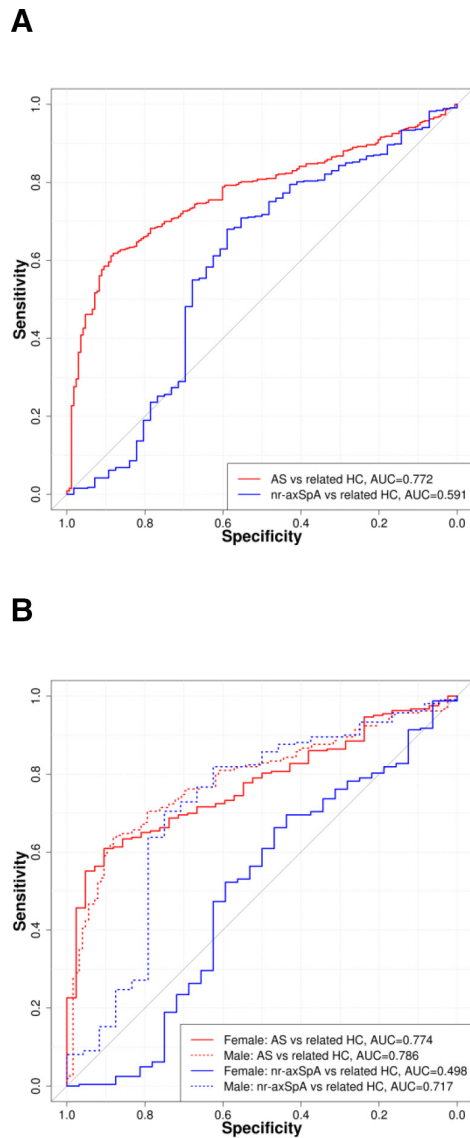 A
1.0
0.8
0.6
0.4
0.2
0.0
Sensitivity
AS vs related HC, AUC=0.772
nr-axSpA vs related HC, AUC=0.591
1.0 0.8 0.6 0.4 0.2 0.0
Specificity
B
1.0
0.8
0.6
0.4
0.2
0.0
Sensitivity
Female: AS vs related HC, AUC=0.774
Male: AS vs related HC, AUC=0.786
Female: nr-axSpA vs related HC, AUC=0.498
Male: nr-axSpA vs related HC, AUC=0.717
1.0 0.8 0.6 0.4 0.2 0.0
Specificity